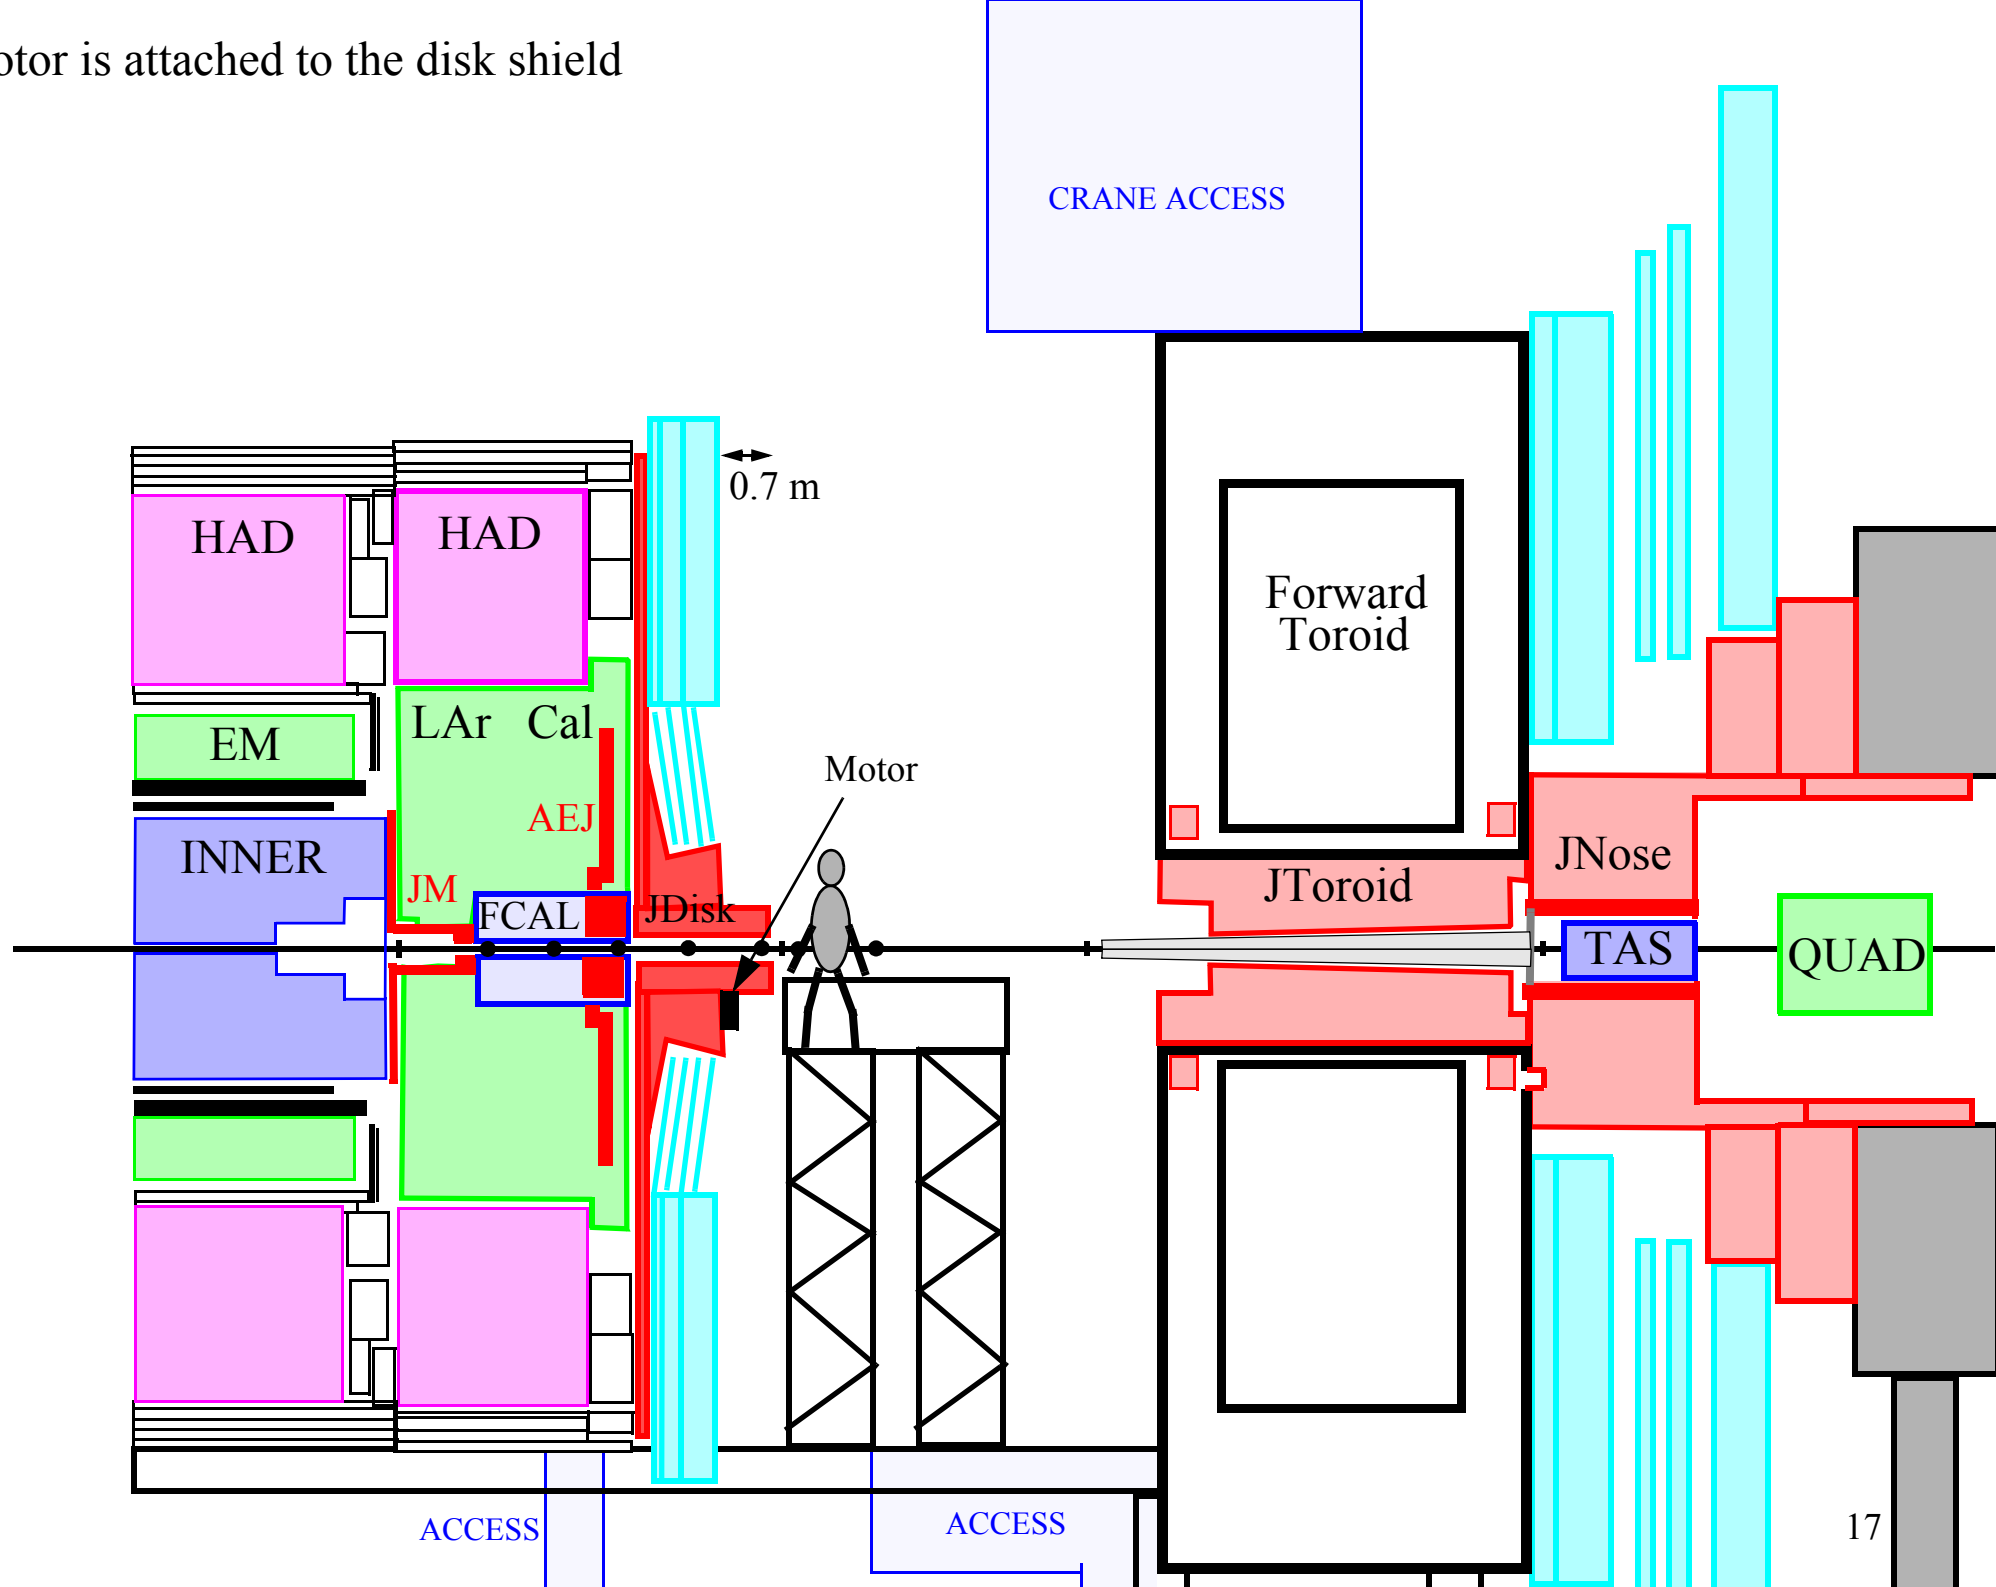 otor is attached to the disk shield
CRANE ACCESS
0.7 m
HAD
HAD
Forward
Toroid
LAr Cal
EM
Motor
AEJ
INNER
JM
JNose
JToroid
FCAL
JDisk
TAS
QUAD
ACCESS
ACCESS
17